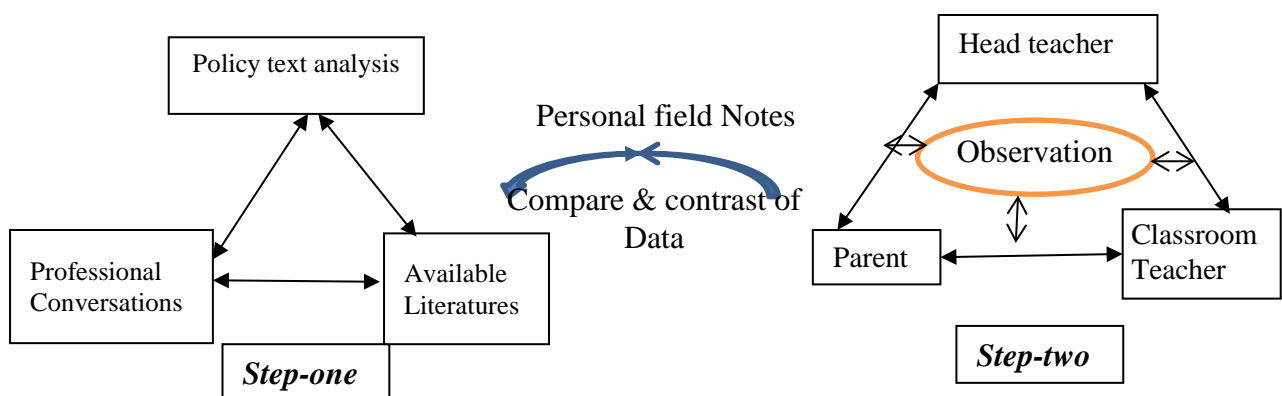 Policy text analysis
Professional
Conversations
Available
Literatures
Step-one
Personal field Notes
Compare & contrast of
Data
Head teacher
Observation
Parent
Classroom
Teacher
Step-two